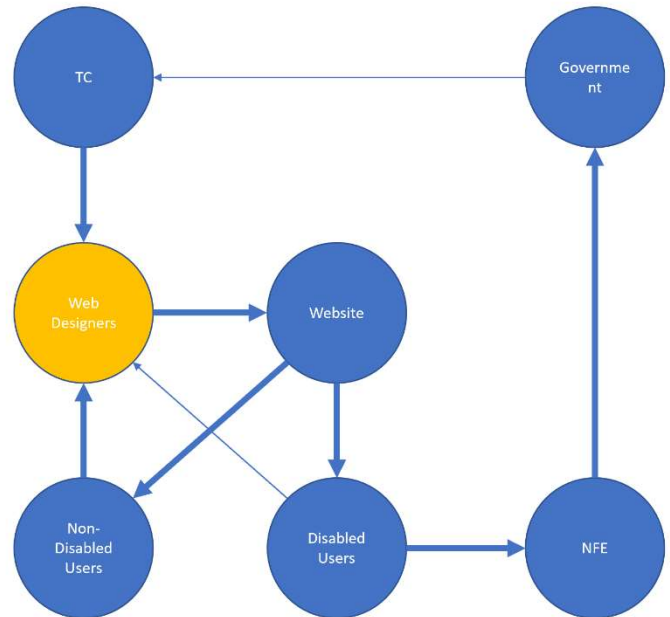 TC
Governme
nt
Web
Designers
Website
Non-
Disabled
Users
Disabled
Users
NFE